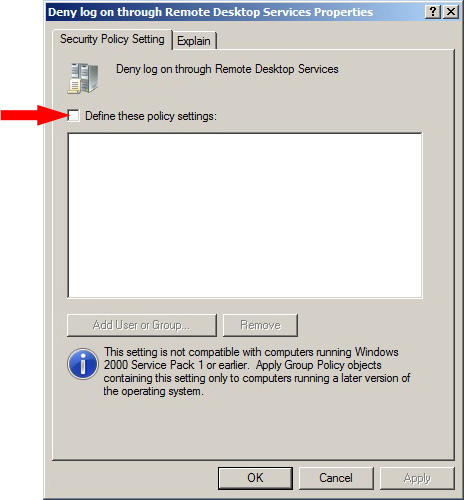 Deny log on through Remote Desktop Services Properties
Security Policy Setting
Explain
Deny log on through Remote Desktop Services
Define these policy settings:
Add User or Group...
Remove
This setting is not compatible with computers running Windows
2000 Service Pack 1 or earlier.  Apply Group Policy objects
containing this setting only to computers running a later version of
the operating system.
OK
Cancel
Apply